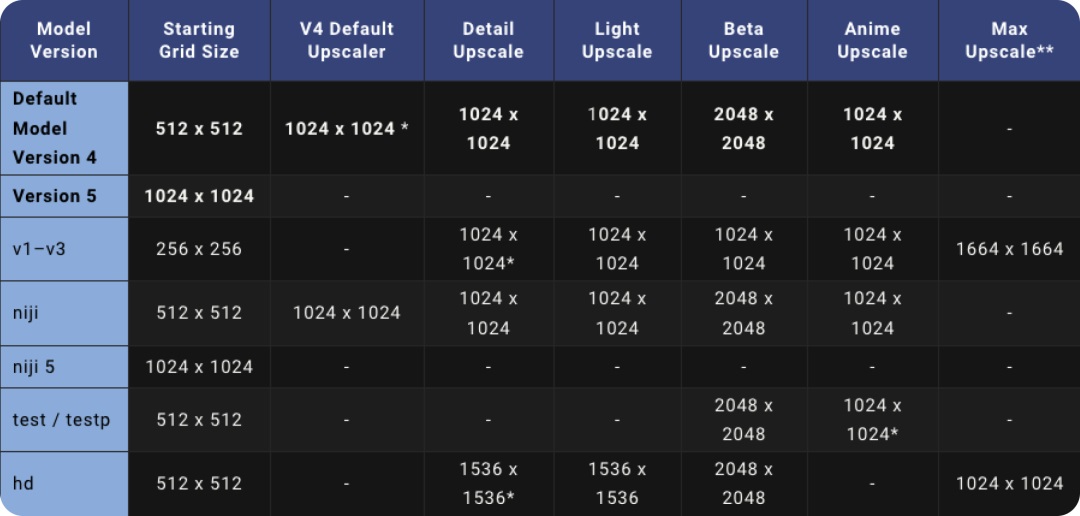 Model Version | Starting Grid Size | V4 Default Upscaler | Detail Upscale | Light Upscale | Beta Upscale | Anime Upscale | Max Upscale**
Default Model Version 4 | 512 x 512 | 1024 x 1024 * | 1024 x 1024 | 1024 x 1024 | 2048 x 2048 | 1024 x 1024 | -
Version 5 | 1024 x 1024 | - | - | - | - | - | -
v1–v3 | 256 x 256 | - | 1024 x 1024* | 1024 x 1024 | 1024 x 1024 | 1024 x 1024 | 1664 x 1664
niji | 512 x 512 | 1024 x 1024 | 1024 x 1024 | 1024 x 1024 | 2048 x 2048 | 1024 x 1024 | -
niji 5 | 1024 x 1024 | - | - | - | - | - | -
test / testp | 512 x 512 | - | - | - | 2048 x 2048 | 1024 x 1024* | -
hd | 512 x 512 | - | 1536 x 1536* | 1536 x 1536 | 2048 x 2048 | - | 1024 x 1024